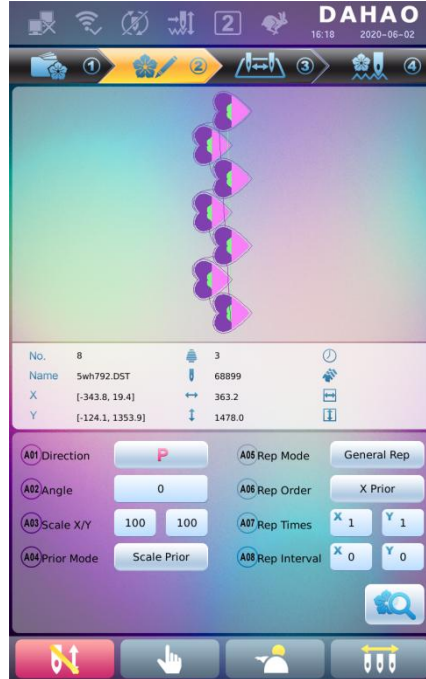 2
DAHAO
16:18 2020-06-02
1 2 3 4
No. 8 3
Name 5wh792.DST 68899
X [-343.8, 19.4] 363.2
Y [-124.1, 1353.9] 1478.0
A01 Direction P A05 Rep Mode General Rep
A02 Angle 0 A06 Rep Order X Prior
A03 Scale X/Y 100 100 A07 Rep Times X 1 Y 1
A04 Prior Mode Scale Prior A08 Rep Interval X 0 Y 0